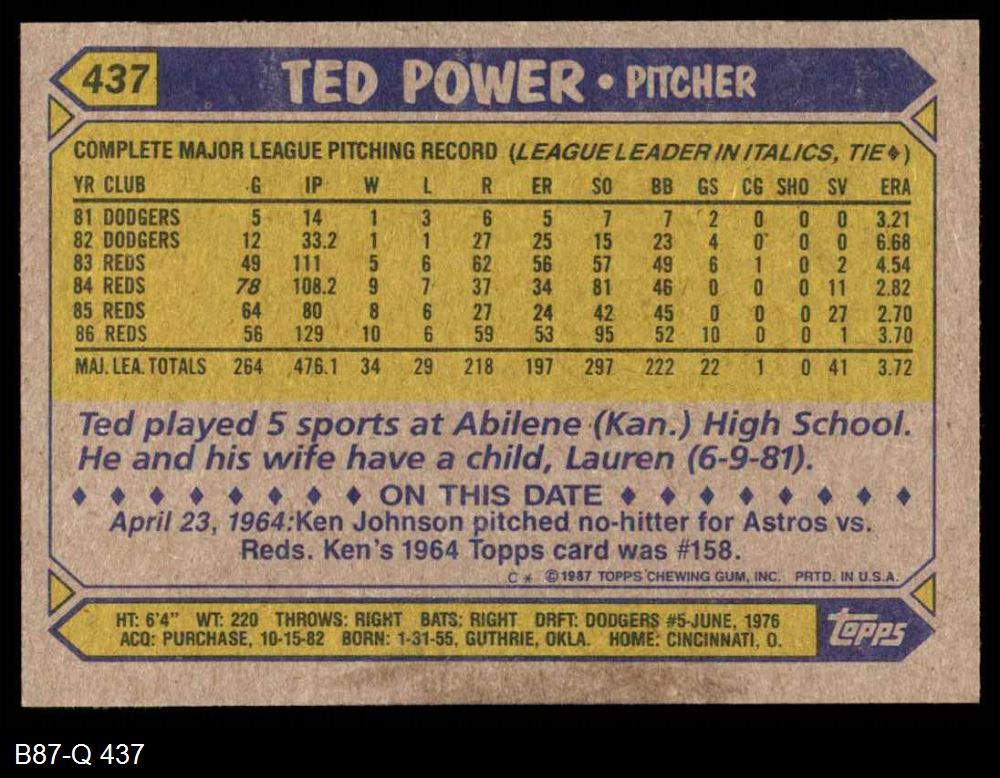 437 TED POWER • PITCHER
COMPLETE MAJOR LEAGUE PITCHING RECORD (LEAGUE LEADER IN ITALICS, TIE♦)
YR CLUB G IP W L R ER SO BB GS CG SHO SV ERA
81 DODGERS 5 14 1 3 6 5 7 7 2 0 0 0 3.21
82 DODGERS 12 33.2 1 1 27 25 15 23 4 0 0 0 6.68
83 REDS 49 111 5 6 62 56 57 49 6 1 0 2 4.54
84 REDS 78 108.2 9 7 37 34 81 46 0 0 0 11 2.82
85 REDS 64 80 8 6 27 24 42 45 0 0 0 27 2.70
86 REDS 56 129 10 6 59 53 95 52 10 0 0 1 3.70
MAJ. LEA. TOTALS 264 476.1 34 29 218 197 297 222 22 1 0 41 3.72
Ted played 5 sports at Abilene (Kan.) High School.
He and his wife have a child, Lauren (6-9-81).
♦ ♦ ♦ ♦ ♦ ♦ ♦ ♦ ON THIS DATE ♦ ♦ ♦ ♦ ♦ ♦ ♦ ♦
April 23, 1964:Ken Johnson pitched no-hitter for Astros vs.
Reds. Ken's 1964 Topps card was #158.
C * ©1987 TOPPS CHEWING GUM, INC. PRTD. IN U.S.A.
HT: 6'4" WT: 220 THROWS: RIGHT BATS: RIGHT DRFT: DODGERS #5-JUNE, 1976
ACQ: PURCHASE, 10-15-82 BORN: 1-31-55, GUTHRIE, OKLA. HOME: CINCINNATI, O.
Topps
B87-Q 437